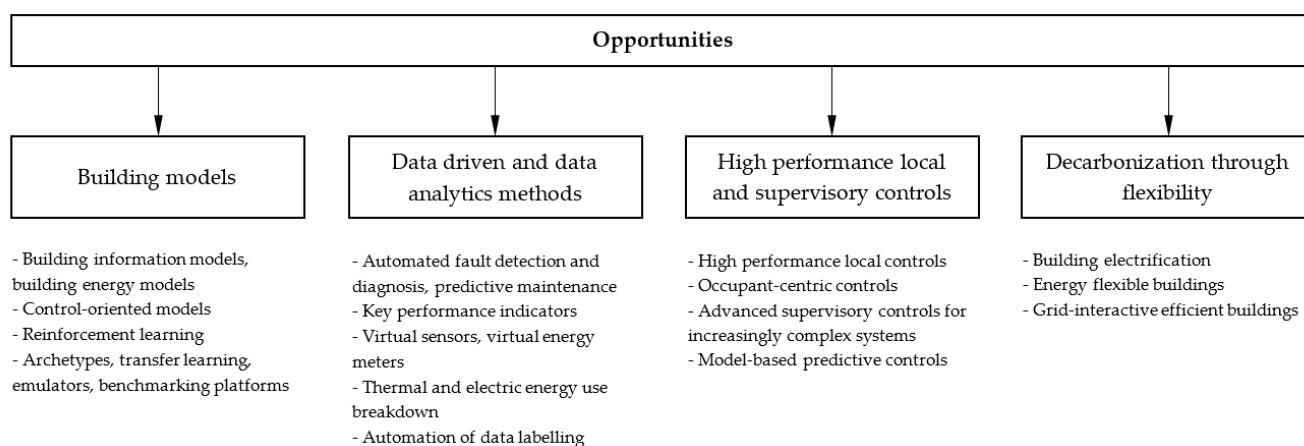 Opportunities
Building models
Data driven and data
analytics methods
High performance local
and supervisory controls
Decarbonization through
flexibility
- Building information models,
building energy models
- Control-oriented models
- Reinforcement learning
- Archetypes, transfer learning,
emulators, benchmarking platforms
- Automated fault detection and
diagnosis, predictive maintenance
- Key performance indicators
- Virtual sensors, virtual energy
meters
- Thermal and electric energy use
breakdown
- Automation of data labelling
- High performance local controls
- Occupant-centric controls
- Advanced supervisory controls for
increasingly complex systems
- Model-based predictive controls
- Building electrification
- Energy flexible buildings
- Grid-interactive efficient buildings